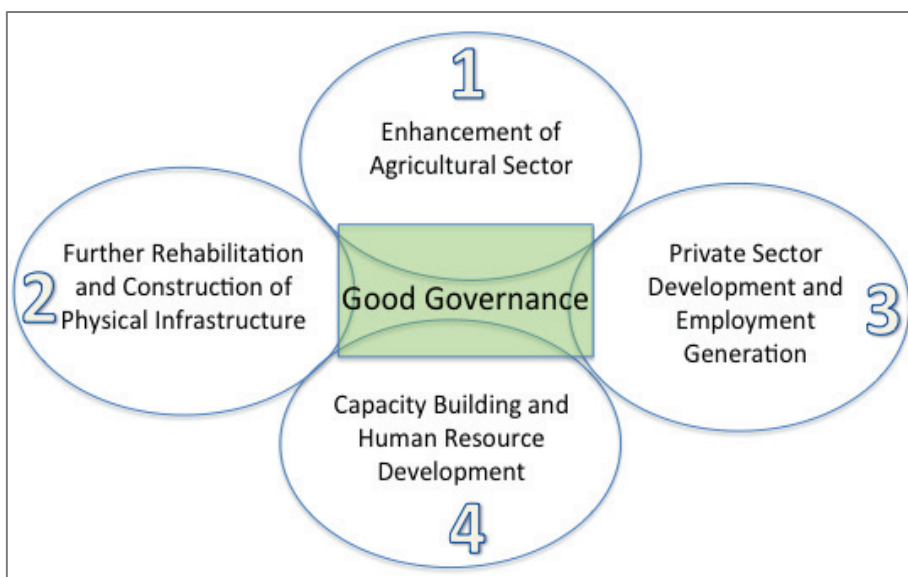 1
Enhancement of
Agricultural Sector
2
Further Rehabilitation
and Construction of
Physical Infrastructure
Good Governance
3
Private Sector
Development and
Employment
Generation
Capacity Building and
Human Resource
Development
4